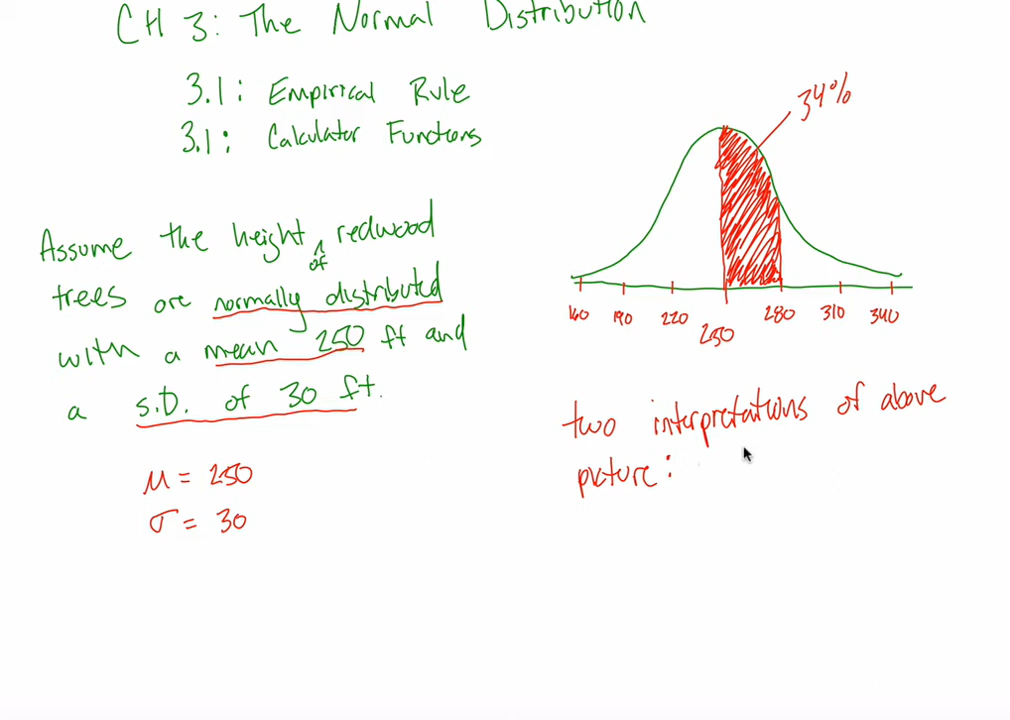 CH 3: The Normal Distribution
3.1: Empirical Rule
3.1: Calculator Functions
Assume the height of redwood
trees are normally distributed
with a mean 250 ft and
a s.D. of 30 ft.
μ = 250
σ = 30
34%
160 190 220 250 280 310 340
two interpretations of above
picture: